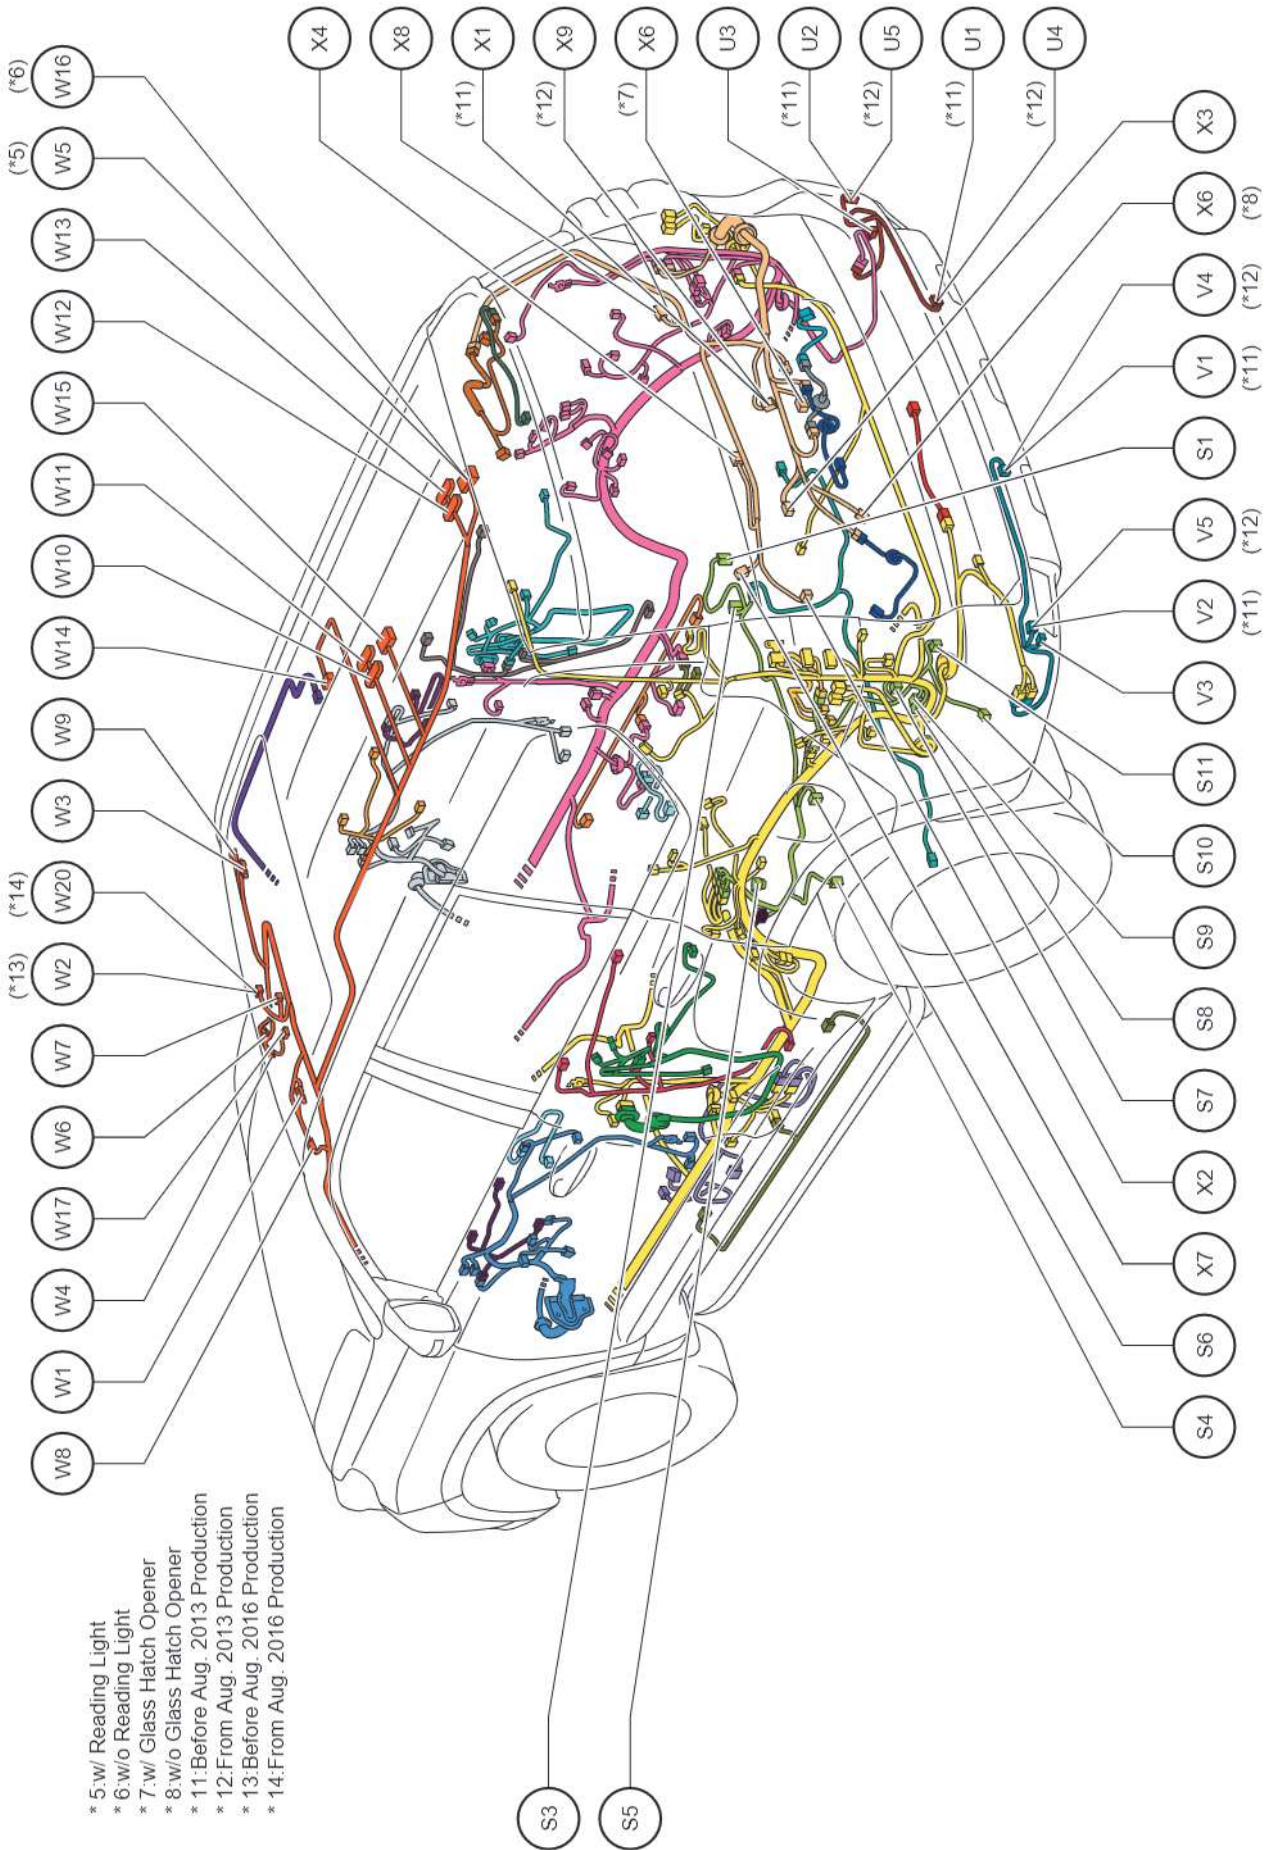 * 5:w/ Reading Light
* 6:w/o Reading Light
* 7:w/ Glass Hatch Opener
* 8:w/o Glass Hatch Opener
* 11:Before Aug. 2013 Production
* 12:From Aug. 2013 Production
* 13:Before Aug. 2016 Production
* 14:From Aug. 2016 Production
W8
W1
W4
W17
W6
W7
(*13)
W2
(*14)
W20
W3
W9
W14
W10
W11
W15
W12
W13
(*5)
W5
(*6)
W16
X4
X8
X1
(*11)
X9
(*12)
X6
(*7)
U3
U2
(*11)
U5
(*12)
U1
(*11)
U4
(*12)
S3
S5
S4
S6
X7
X2
S7
S8
S9
S10
S11
V3
V2
(*11)
V5
(*12)
S1
V1
(*11)
V4
(*12)
X6
(*8)
X3